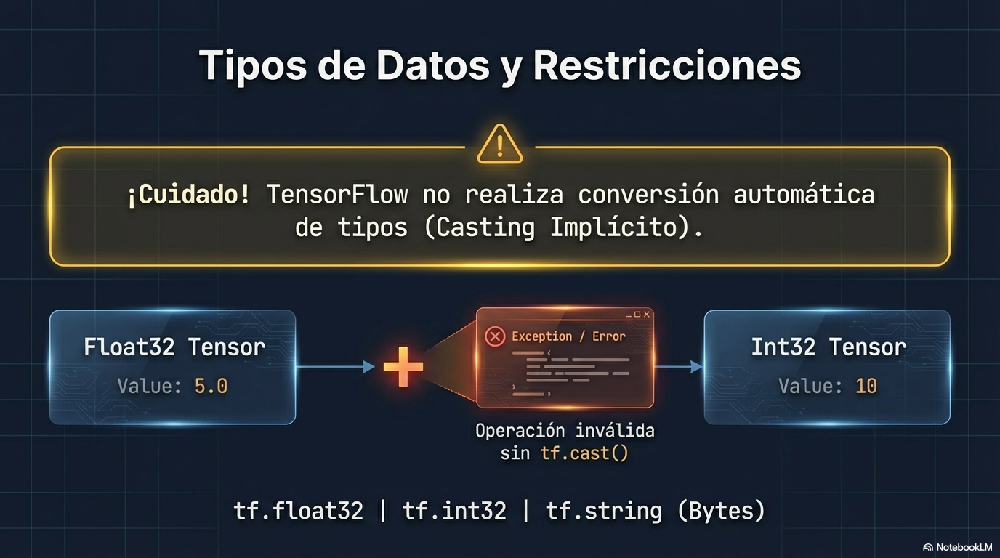 Tipos de Datos y Restricciones
¡Cuidado! TensorFlow no realiza conversión automática
de tipos (Casting Implícito).
Float32 Tensor
Value: 5.0
Exception / Error
Operación inválida
sin tf.cast()
Int32 Tensor
Value: 10
tf.float32 | tf.int32 | tf.string (Bytes)
NotebookLM